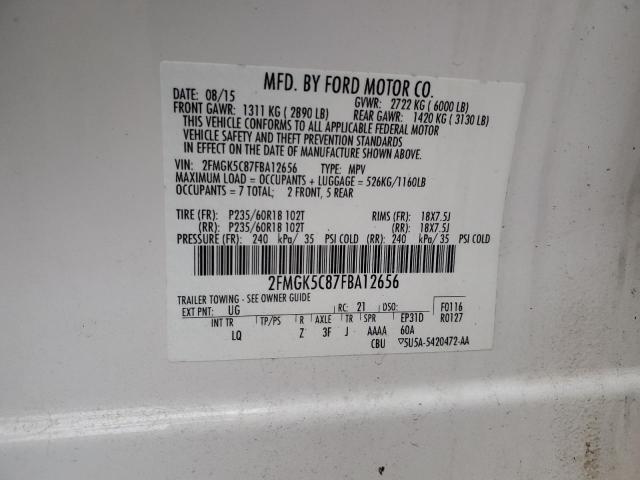 MFD. BY FORD MOTOR CO.
DATE: 08/15 GVWR: 2722 KG ( 6000 LB)
FRONT GAWR: 1311 KG ( 2890 LB) REAR GAWR: 1420 KG ( 3130 LB)
THIS VEHICLE CONFORMS TO ALL APPLICABLE FEDERAL MOTOR
VEHICLE SAFETY AND THEFT PREVENTION STANDARDS
IN EFFECT ON THE DATE OF MANUFACTURE SHOWN ABOVE.
VIN: 2FMGK5C87FBA12656 TYPE: MPV
MAXIMUM LOAD = OCCUPANTS + LUGGAGE = 526KG/1160LB
OCCUPANTS = 7 TOTAL; 2 FRONT, 5 REAR
TIRE (FR): P235/60R18 102T RIMS (FR): 18X7.5J
(RR): P235/60R18 102T (RR): 18X7.5J
PRESSURE (FR): 240 kPa/ 35 PSI COLD (RR): 240 kPa/ 35 PSI COLD
2FMGK5C87FBA12656
TRAILER TOWING - SEE OWNER GUIDE
EXT PNT: UG RC: 21 DSO: F0116
INT TR TP/PS R AXLE TR SPR EP31D R0127
LQ Z 3F J AAAA 60A
CBU ▽5U5A-5420472-AA